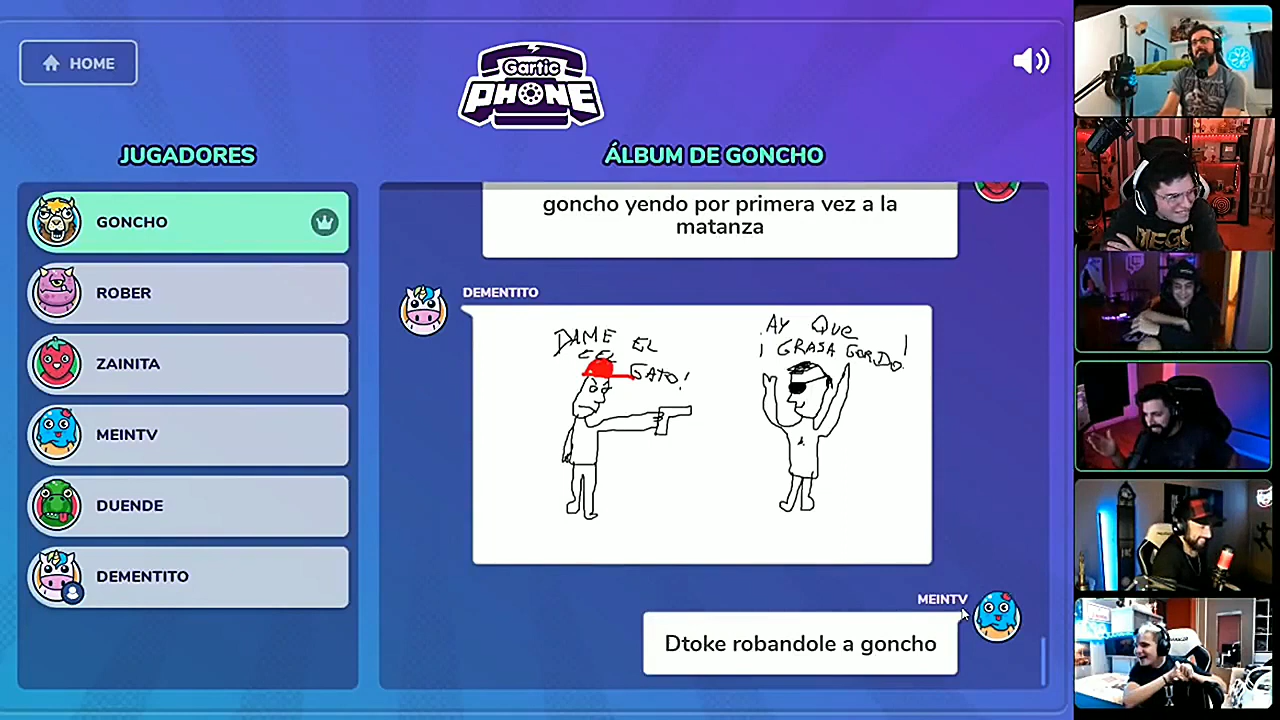 HOME
Gartic
PHONE
JUGADORES
ÁLBUM DE GONCHO
GONCHO
ROBER
ZAINITA
MEINTV
DUENDE
DEMENTITO
goncho yendo por primera vez a la
matanza
DEMENTITO
DAME EL
GATO!
¡AY QUE
GRASA GORDO!
MEINTV
Dtoke robandole a goncho